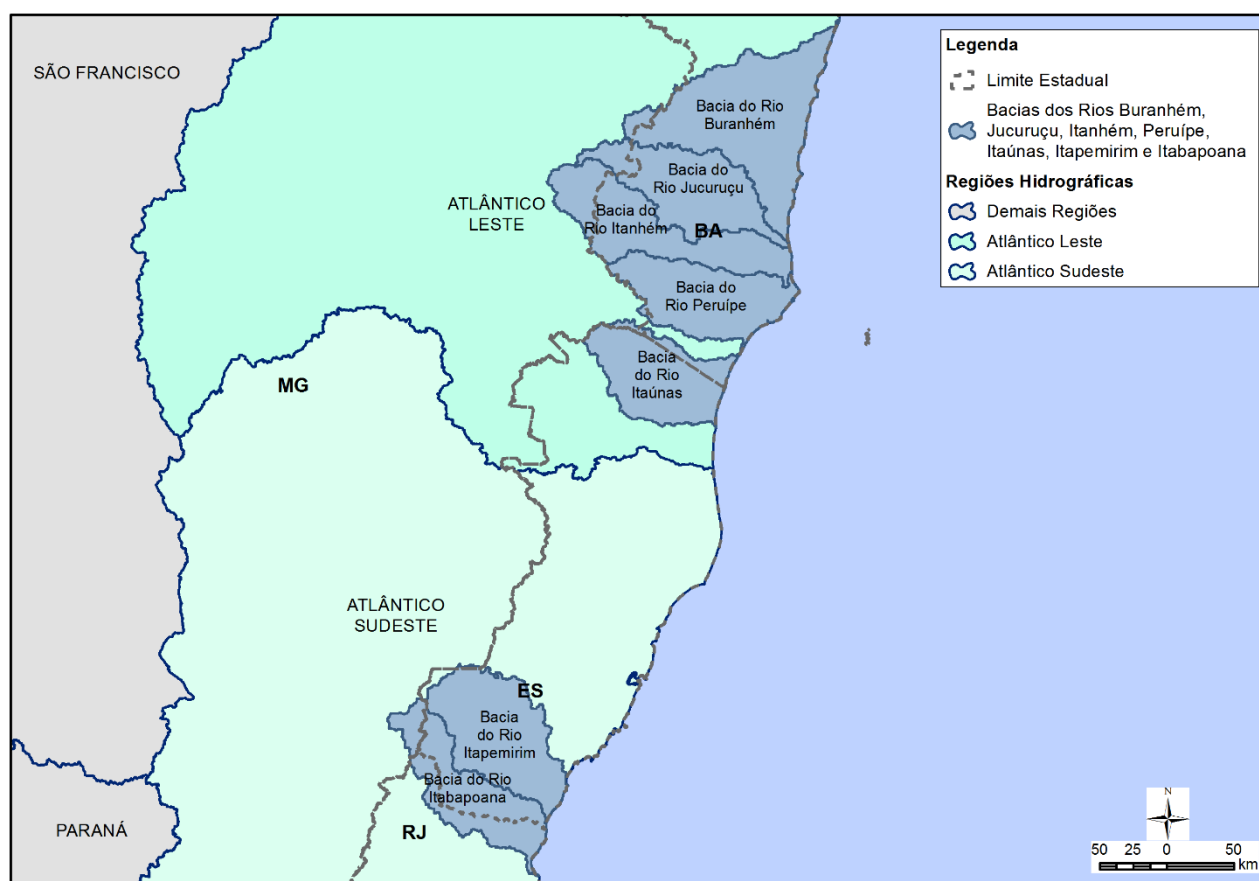 SÃO FRANCISCO
Bacia do Rio
Buranhém
Bacia do
Rio Jucuruçu
ATLÂNTICO
LESTE
Bacia do
Rio Itanhém
BA
Bacia do
Rio Peruípe
Bacia
do Rio
Itaúnas
MG
ATLÂNTICO
SUDESTE
ES
Bacia
do Rio
Itapemirim
Bacia do Rio
Itabapoana
RJ
PARANÁ
Legenda
Limite Estadual
Bacias dos Rios Buranhém,
Jucuruçu, Itanhém, Peruípe,
Itaúnas, Itapemirim e Itabapoana
Regiões Hidrográficas
Demais Regiões
Atlântico Leste
Atlântico Sudeste
N
50 25 0 50
km